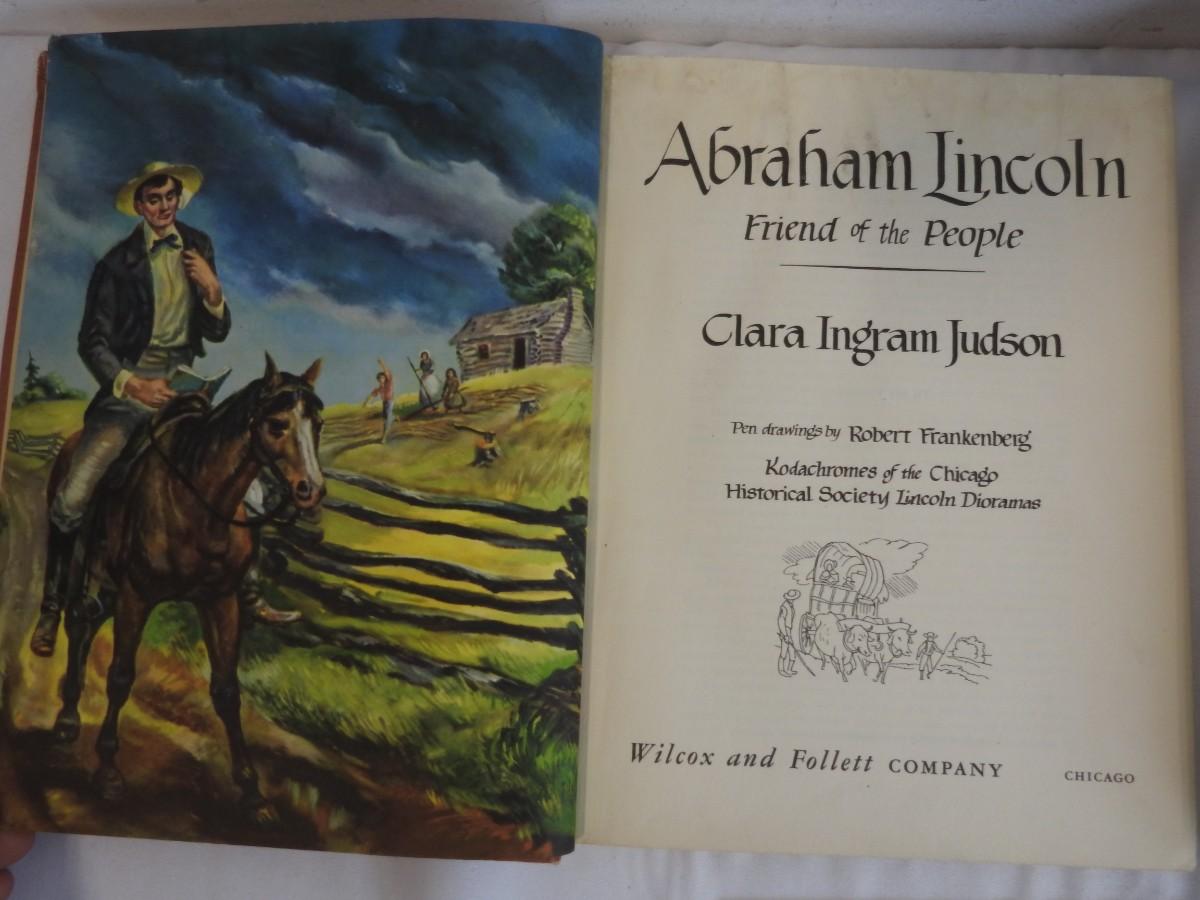 Abraham Lincoln
Friend of the People
Clara Ingram Judson
Pen drawings by Robert Frankenberg
Kodachromes of the Chicago
Historical Society Lincoln Dioramas
Wilcox and Follett COMPANY CHICAGO